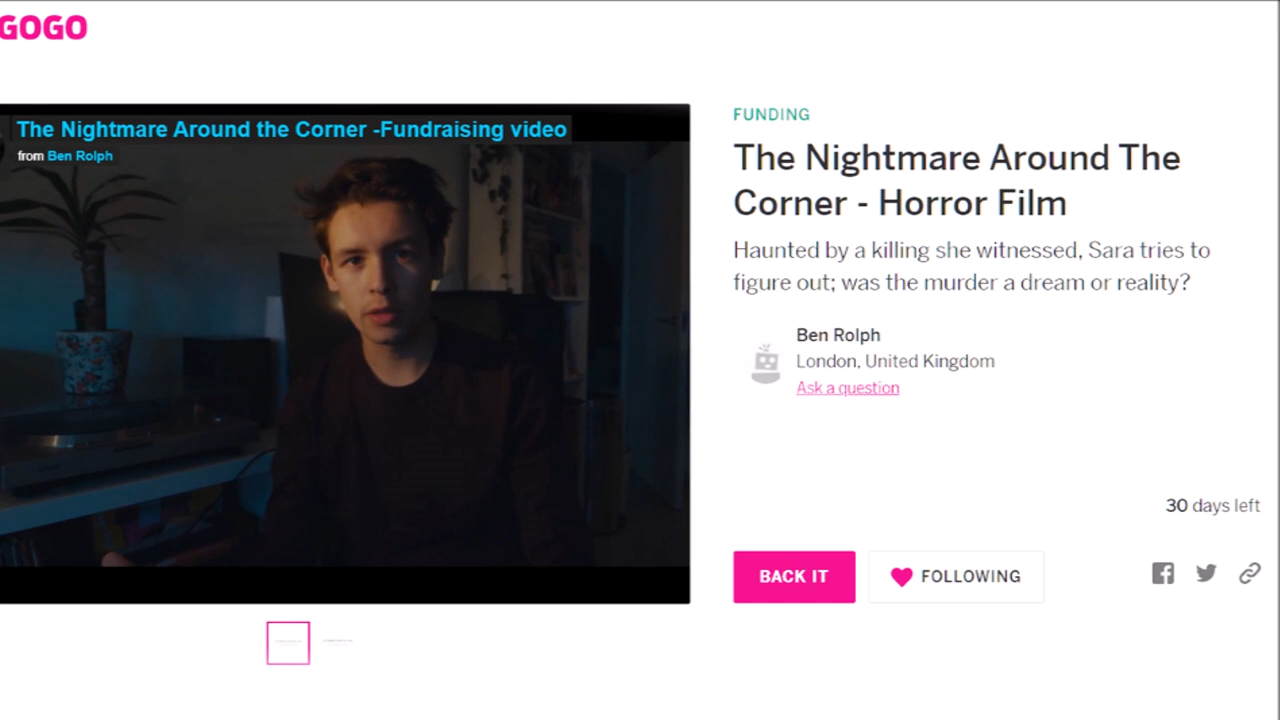 GOGO
The Nightmare Around the Corner -Fundraising video
from Ben Rolph
FUNDING
The Nightmare Around The
Corner - Horror Film
Haunted by a killing she witnessed, Sara tries to
figure out; was the murder a dream or reality?
Ben Rolph
London, United Kingdom
Ask a question
30 days left
BACK IT
FOLLOWING